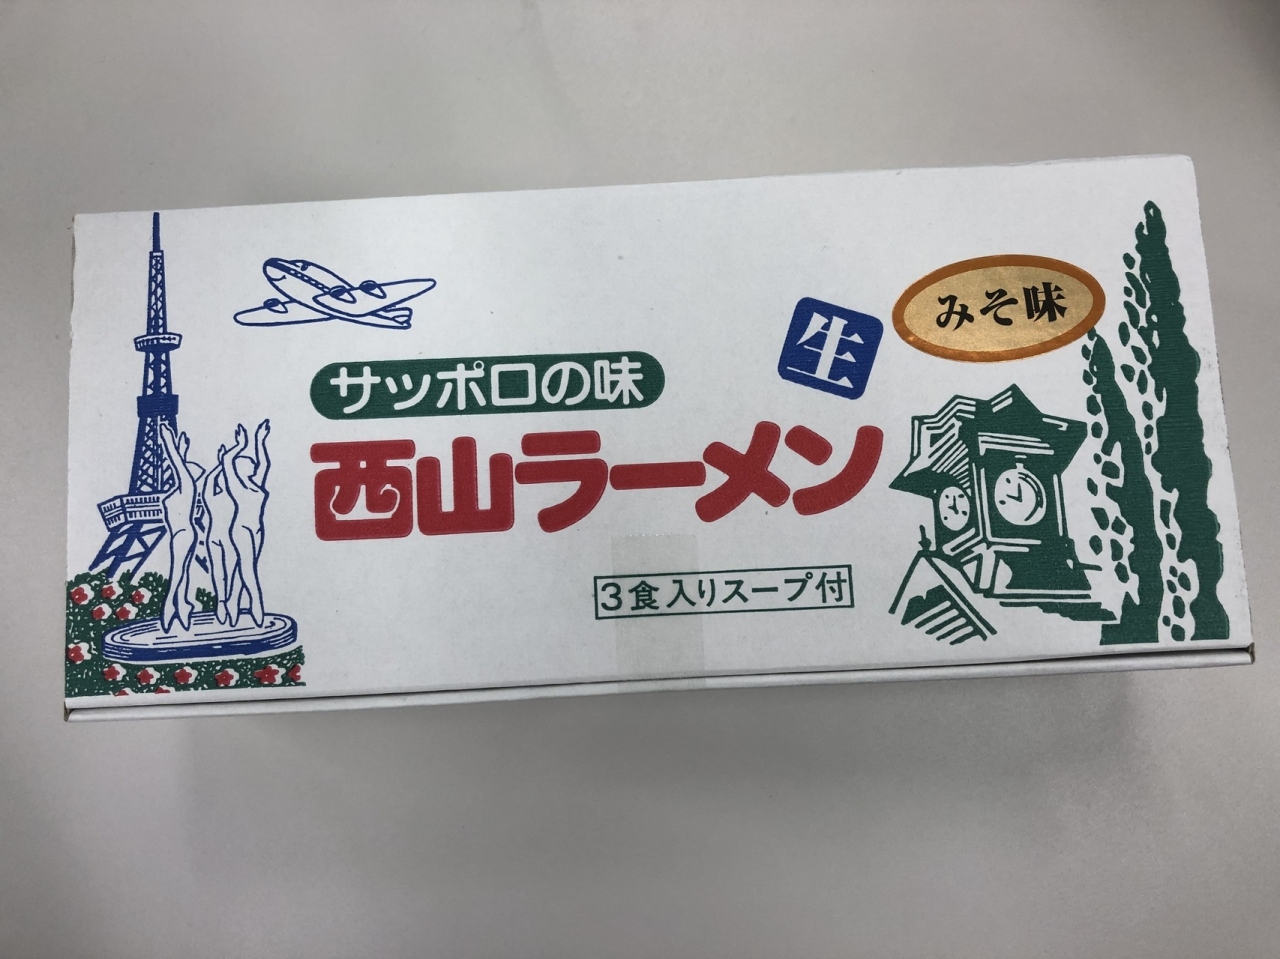 みそ味
生
サッポロの味
西山ラーメン
3食入りスープ付